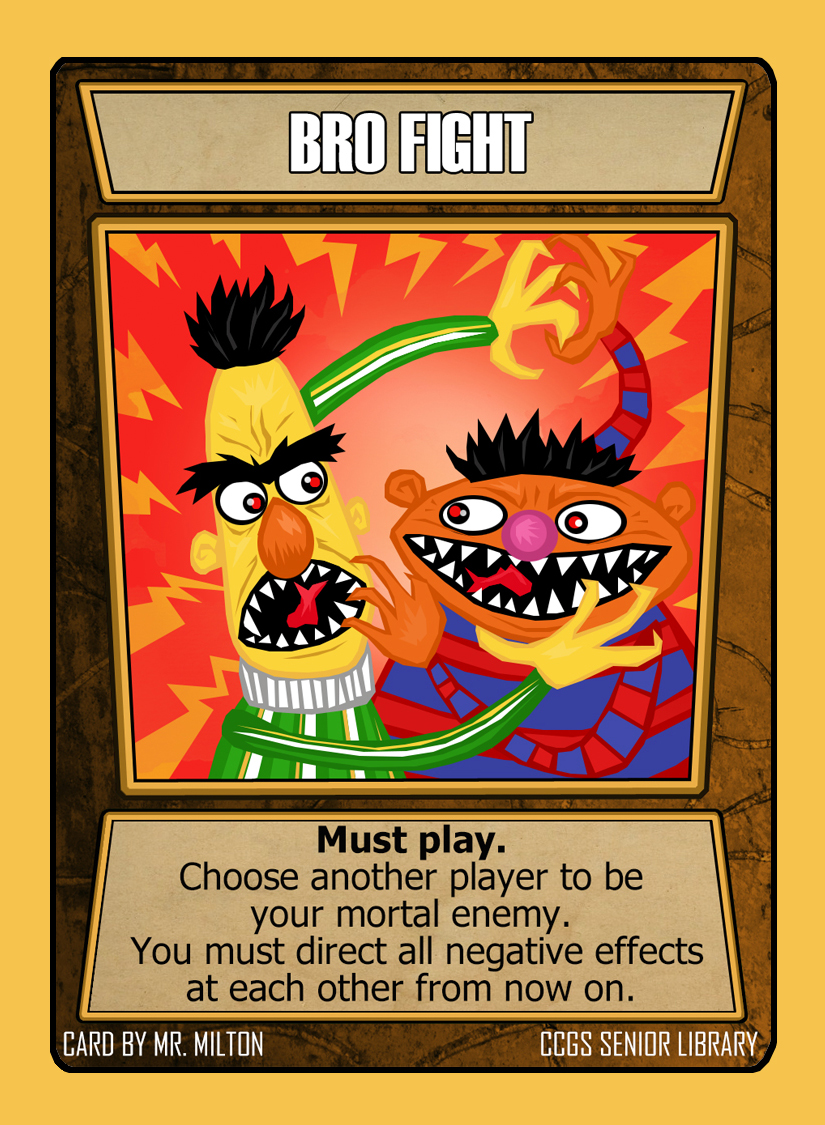 BRO FIGHT
Must play.
Choose another player to be
your mortal enemy.
You must direct all negative effects
at each other from now on.
CARD BY MR. MILTON
CCGS SENIOR LIBRARY